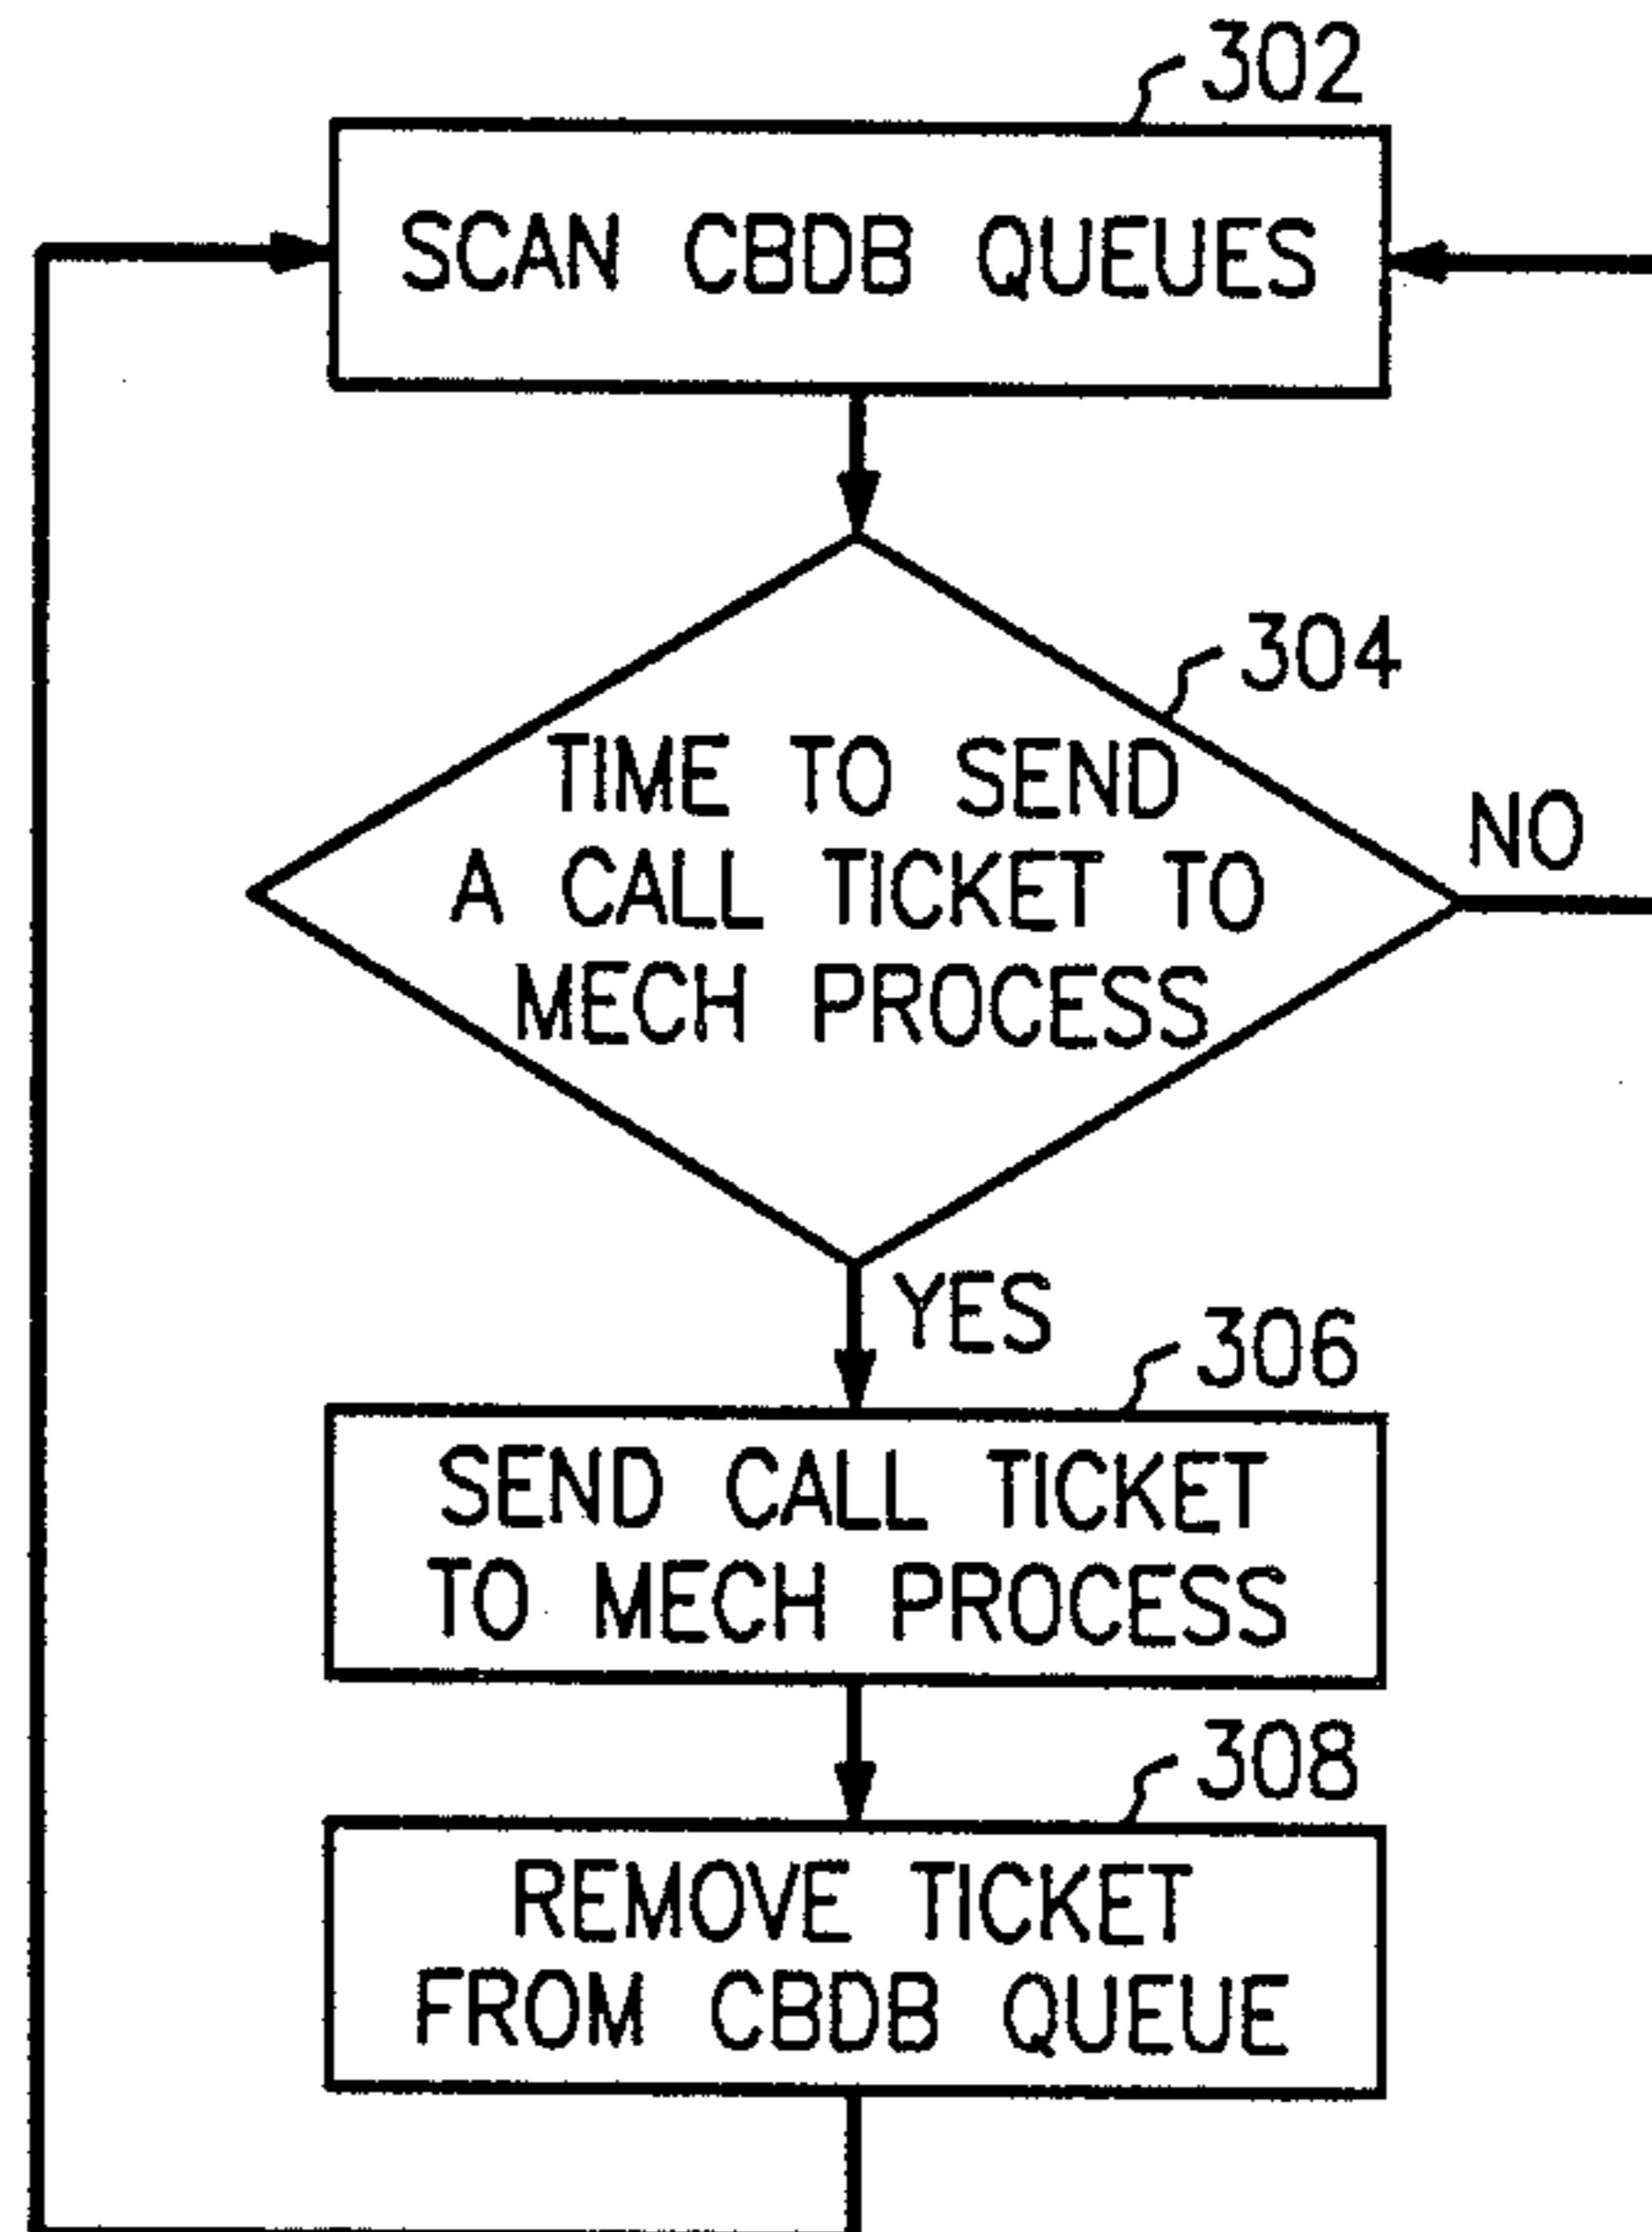 302
SCAN CBDB QUEUES
304
TIME TO SEND
A CALL TICKET TO
MECH PROCESS
NO
YES
306
SEND CALL TICKET
TO MECH PROCESS
308
REMOVE TICKET
FROM CBDB QUEUE